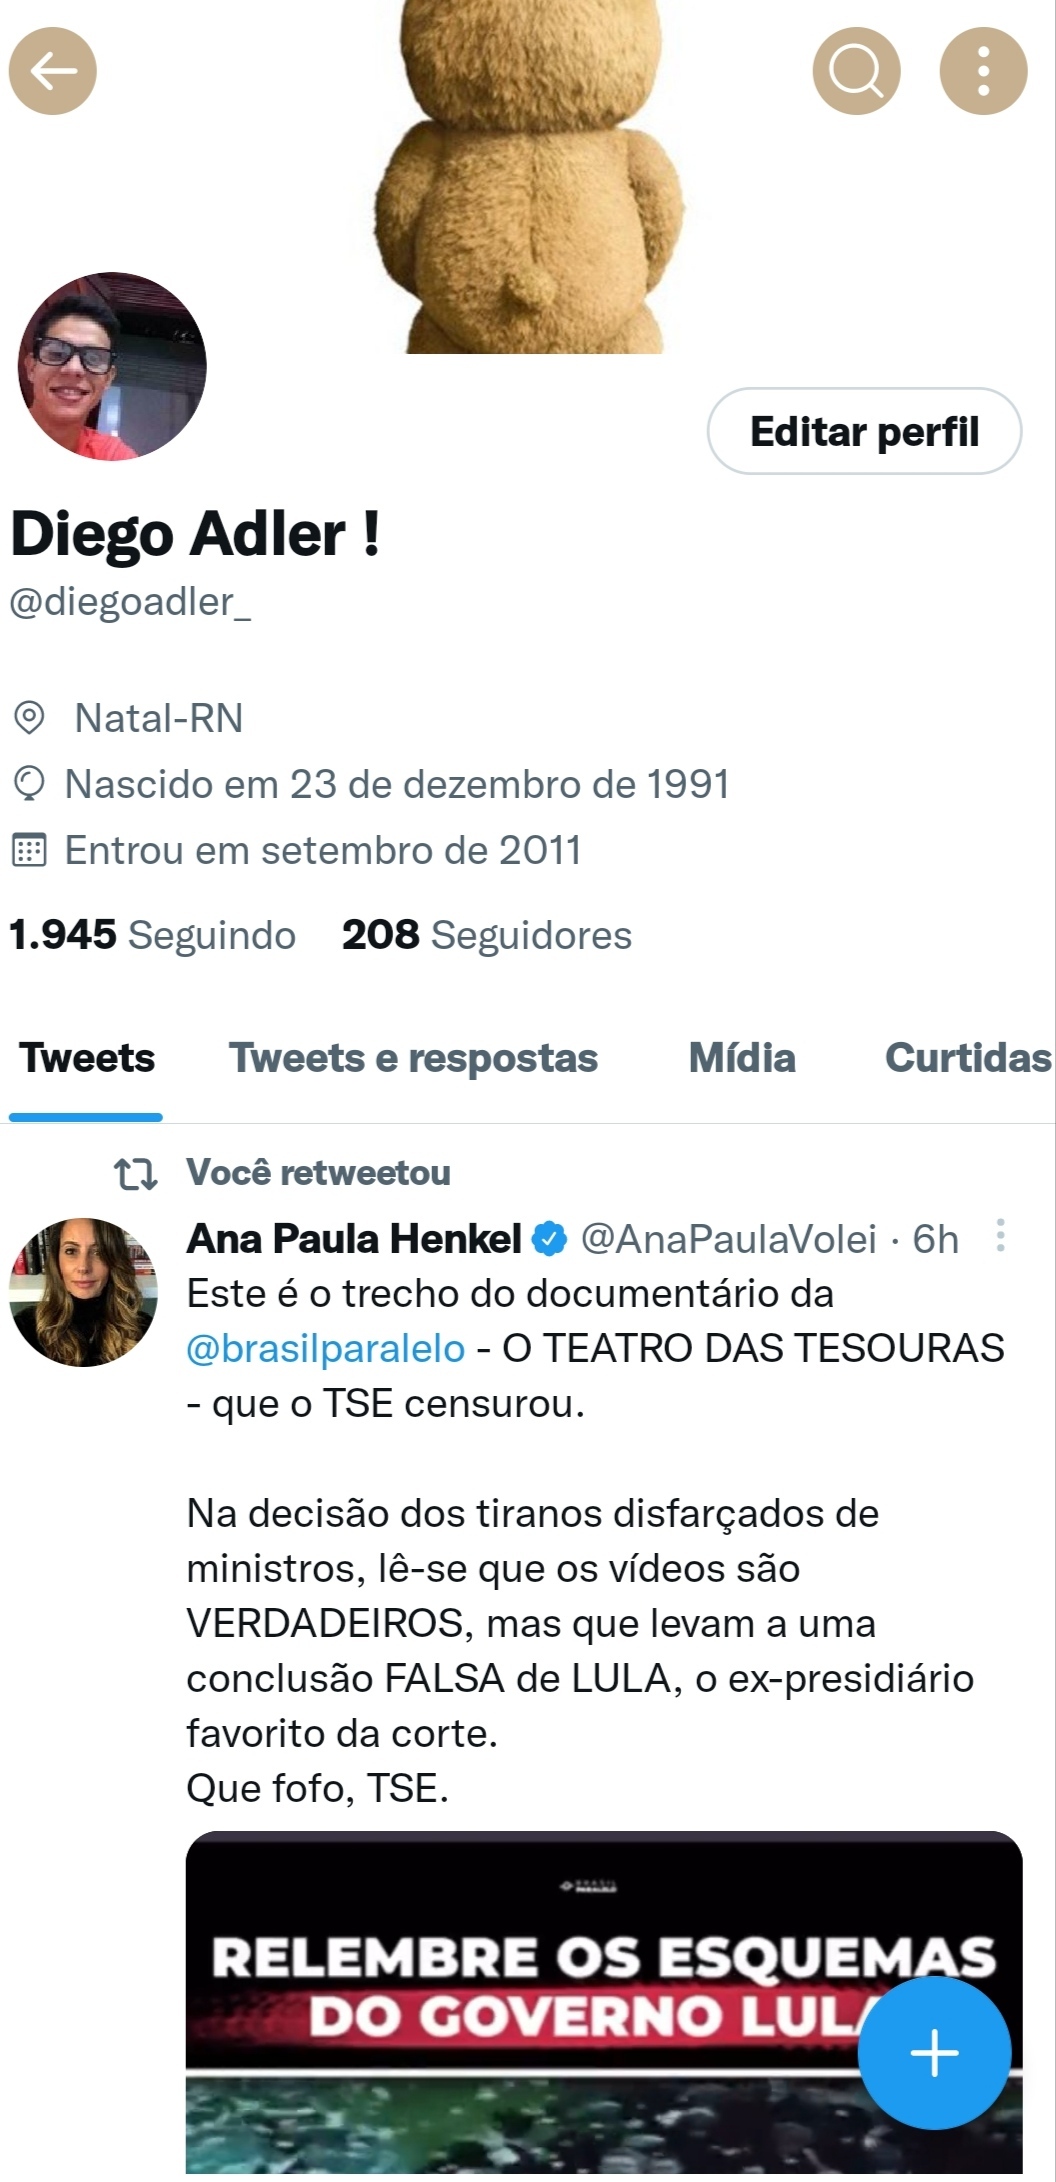 Editar perfil
Diego Adler !
@diegoadler_
Natal-RN
Nascido em 23 de dezembro de 1991
Entrou em setembro de 2011
1.945 Seguindo 208 Seguidores
Tweets Tweets e respostas Mídia Curtidas
Você retweetou
Ana Paula Henkel @AnaPaulaVolei · 6h
Este é o trecho do documentário da
@brasilparalelo - O TEATRO DAS TESOURAS
- que o TSE censurou.
Na decisão dos tiranos disfarçados de
ministros, lê-se que os vídeos são
VERDADEIROS, mas que levam a uma
conclusão FALSA de LULA, o ex-presidiário
favorito da corte.
Que fofo, TSE.
BRASIL
PARALELO
RELEMBRE OS ESQUEMAS
DO GOVERNO LULA